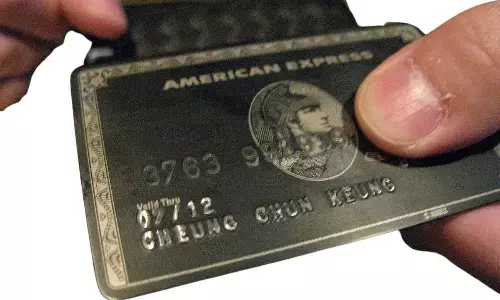 AMERICAN EXPRESS
3763
Valid Thru
07/12
CHEUNG CHUN KEUNG